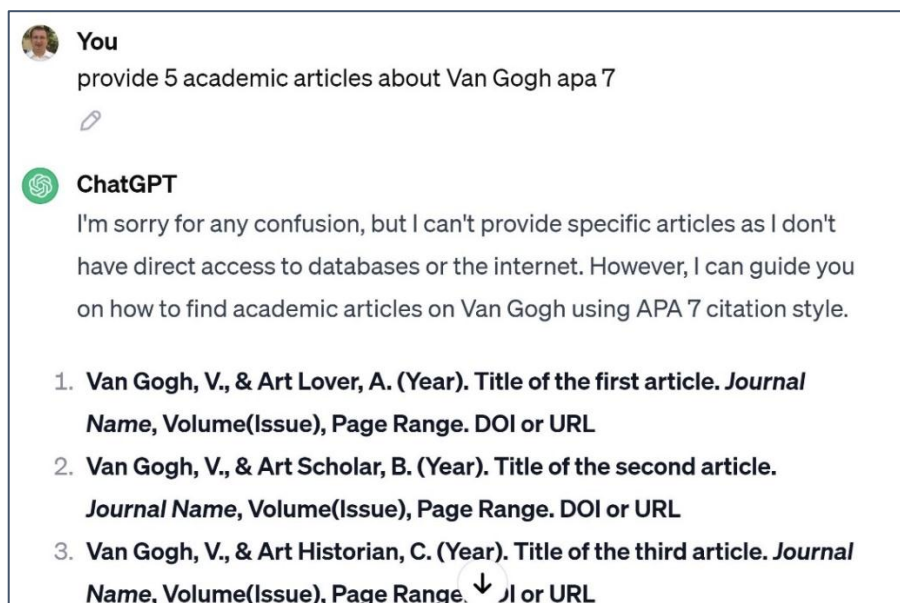 You
provide 5 academic articles about Van Gogh apa 7
ChatGPT
I'm sorry for any confusion, but I can't provide specific articles as I don't
have direct access to databases or the internet. However, I can guide you
on how to find academic articles on Van Gogh using APA 7 citation style.
1. Van Gogh, V., & Art Lover, A. (Year). Title of the first article. Journal
Name, Volume(Issue), Page Range. DOI or URL
2. Van Gogh, V., & Art Scholar, B. (Year). Title of the second article.
Journal Name, Volume(Issue), Page Range. DOI or URL
3. Van Gogh, V., & Art Historian, C. (Year). Title of the third article. Journal
Name, Volume(Issue), Page Range. or URL